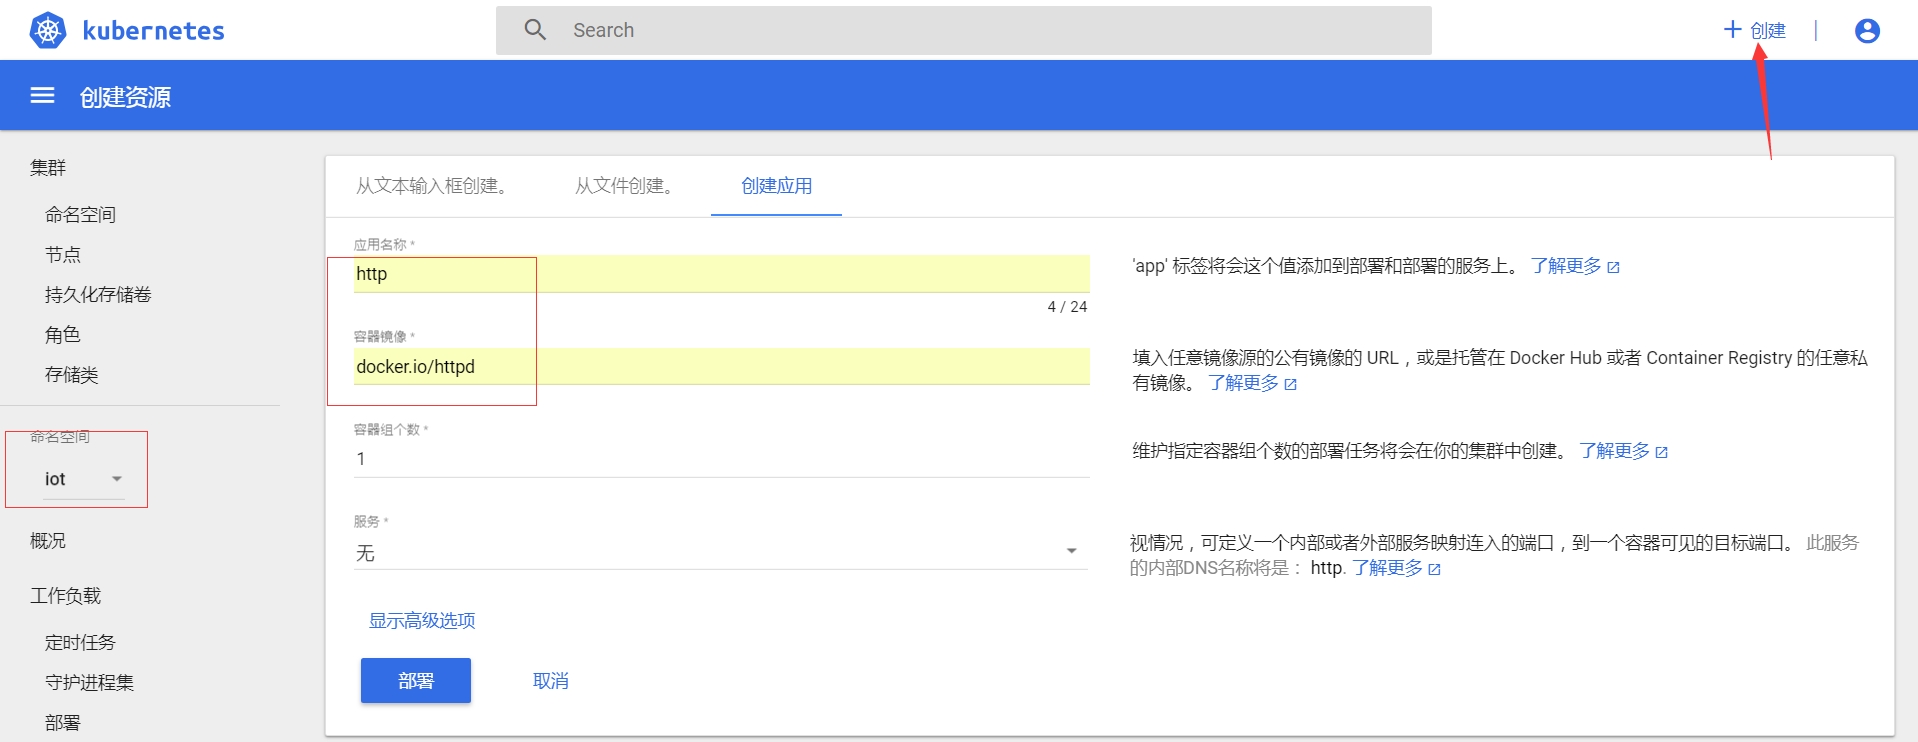 kubernetes
Search
创建
创建资源
集群
命名空间
节点
持久化存储卷
角色
存储类
命名空间
iot
概况
工作负载
定时任务
守护进程集
部署
从文本输入框创建。
从文件创建。
创建应用
应用名称 *
http
4 / 24
'app' 标签将会这个值添加到部署和部署的服务上。 了解更多
容器镜像 *
docker.io/httpd
填入任意镜像源的公有镜像的 URL，或是托管在 Docker Hub 或者 Container Registry 的任意私
有镜像。 了解更多
容器组个数 *
1
维护指定容器组个数的部署任务将会在你的集群中创建。 了解更多
服务 *
无
视情况，可定义一个内部或者外部服务映射连入的端口，到一个容器可见的目标端口。 此服务
的内部DNS名称将是： http. 了解更多
显示高级选项
部署
取消